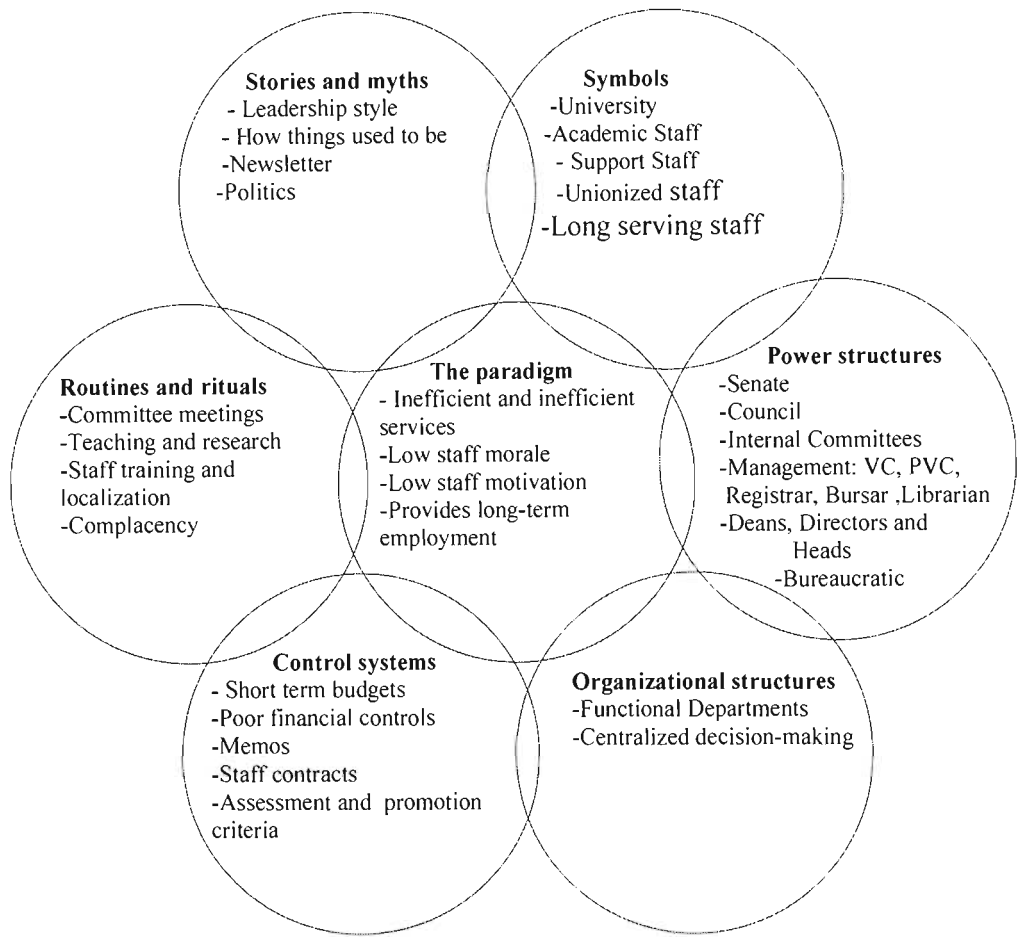 Stories and myths
- Leadership style
- How things used to be
-Newsletter
-Politics
Symbols
-University
-Academic Staff
- Support Staff
-Unionized staff
-Long serving staff
Routines and rituals
-Committee meetings
-Teaching and research
-Staff training and
localization
-Complacency
The paradigm
- Inefficient and inefficient
services
-Low staff morale
-Low staff motivation
-Provides long-term
employment
Power structures
-Senate
-Council
-Internal Committees
-Management: VC, PVC,
Registrar, Bursar ,Librarian
-Deans, Directors and
Heads
-Bureaucratic
Control systems
- Short term budgets
-Poor financial controls
-Memos
-Staff contracts
-Assessment and promotion
criteria
Organizational structures
-Functional Departments
-Centralized decision-making